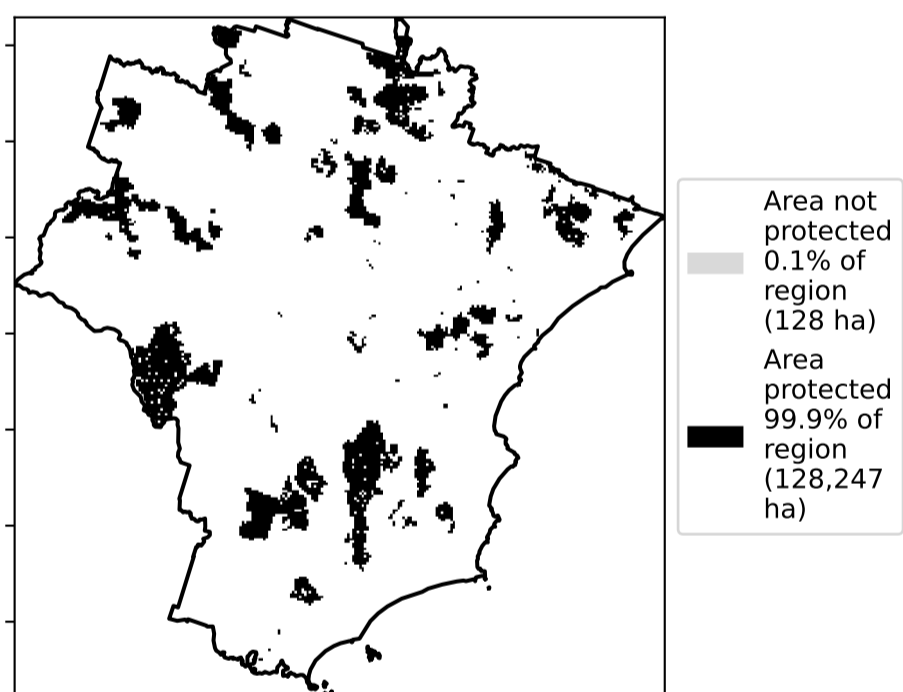 Area not
protected
0.1% of
region
(128 ha)
Area
protected
99.9% of
region
(128,247
ha)